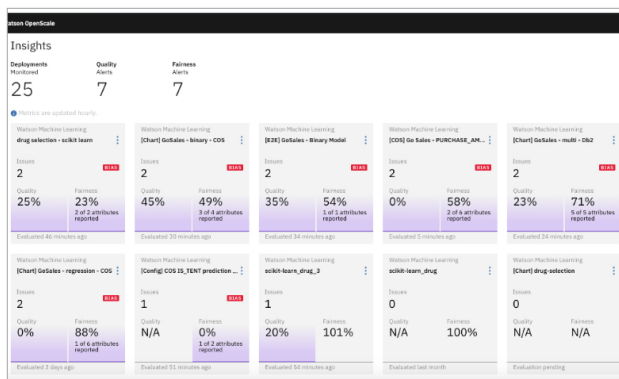 atson OpenScale
Insights
Deployments Quality Fairness
Monitored Alerts Alerts
25 7 7
Metrics are updated hourly.
Watson Machine Learning
drug selection - scikit learn
Issues
2 BIAS
Quality Fairness
25% 23%
2 of 2 attributes
reported
Evaluated 46 minutes ago
Watson Machine Learning
[Chart] GoSales - binary - COS
Issues
2 BIAS
Quality Fairness
45% 49%
3 of 4 attributes
reported
Evaluated 30 minutes ago
Watson Machine Learning
[E2E] GoSales - Binary Model
Issues
2 BIAS
Quality Fairness
35% 54%
1 of 1 attributes
reported
Evaluated 34 minutes ago
Watson Machine Learning
[COS] Go Sales - PURCHASE_AM...
Issues
2 BIAS
Quality Fairness
0% 58%
2 of 6 attributes
reported
Evaluated 5 minutes ago
Watson Machine Learning
[Chart] GoSales - multi - Db2
Issues
2 BIAS
Quality Fairness
23% 71%
5 of 5 attributes
reported
Evaluated 24 minutes ago
Watson Machine Learning
[Chart] GoSales - regression - COS
Issues
2 BIAS
Quality Fairness
0% 88%
1 of 6 attributes
reported
Evaluated 2 days ago
Watson Machine Learning
[Config] COS IS_TENT prediction ...
Issues
1 BIAS
Quality Fairness
N/A 0%
1 of 2 attributes
reported
Evaluated 51 minutes ago
Watson Machine Learning
scikit-learn_drug_3
Issues
1
Quality Fairness
20% 101%
Evaluated 56 minutes ago
Watson Machine Learning
scikit-learn_drug
Issues
0
Quality Fairness
N/A 100%
Evaluated last month
Watson Machine Learning
[Chart] drug-selection
Issues
0
Quality Fairness
N/A N/A
Evaluation pending